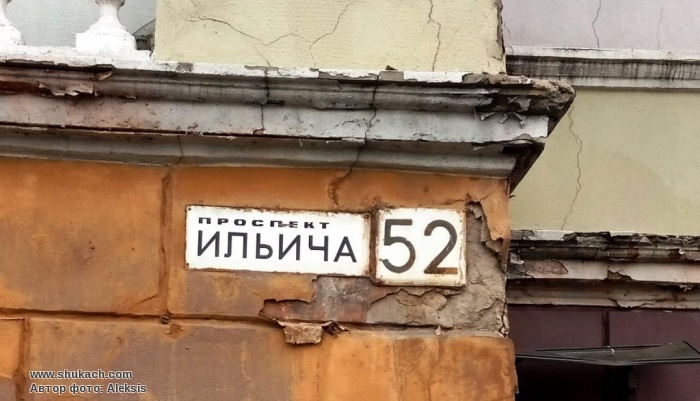 ПРОСПЕКТ
ИЛЬИЧА
52
www.shukach.com
Автор фото: Aleksis